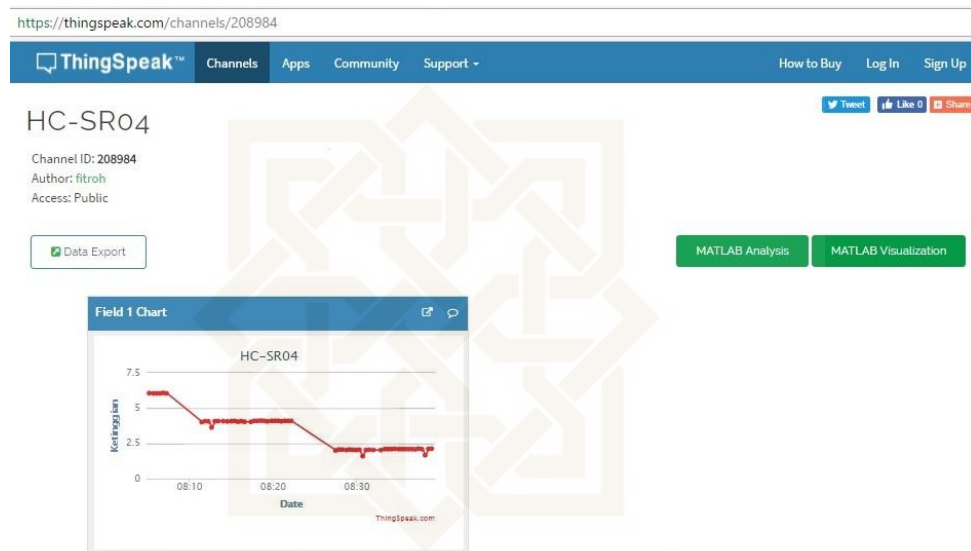 https://thingspeak.com/channels/208984
ThingSpeak™ Channels Apps Community Support How to Buy Log In Sign Up
Tweet Like 0 Share
HC-SR04
Channel ID: 208984
Author: fitroh
Access: Public
Data Export MATLAB Analysis MATLAB Visualization
Field 1 Chart
HC-SR04
7.5
5
2.5
0
Ketinggian
08:10 08:20 08:30
Date
ThingSpeak.com